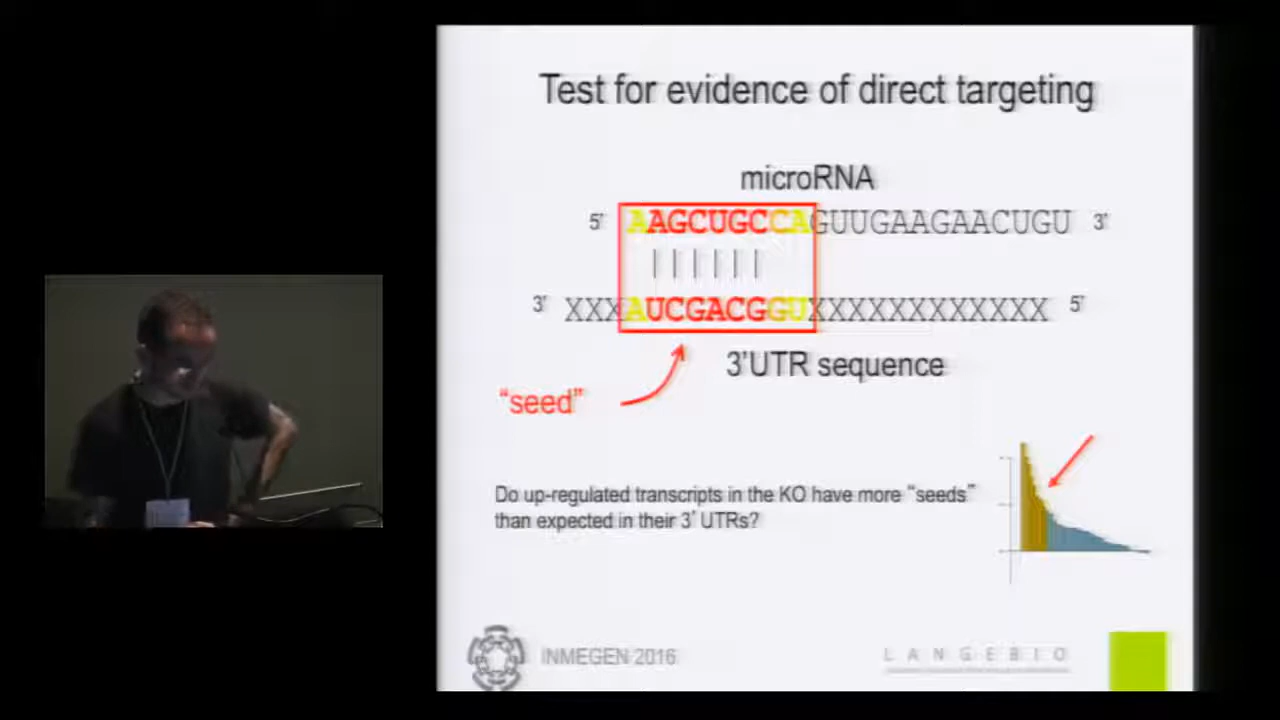 Test for evidence of direct targeting
microRNA
5' AAGCUGCCAGUUGAAGAACUGU 3'
||||||
3' XXXAUCGACGGUXXXXXXXXXXXX 5'
3'UTR sequence
"seed"
Do up-regulated transcripts in the KO have more "seeds"
than expected in their 3' UTRs?
INMEGEN 2016
LANGEBIO